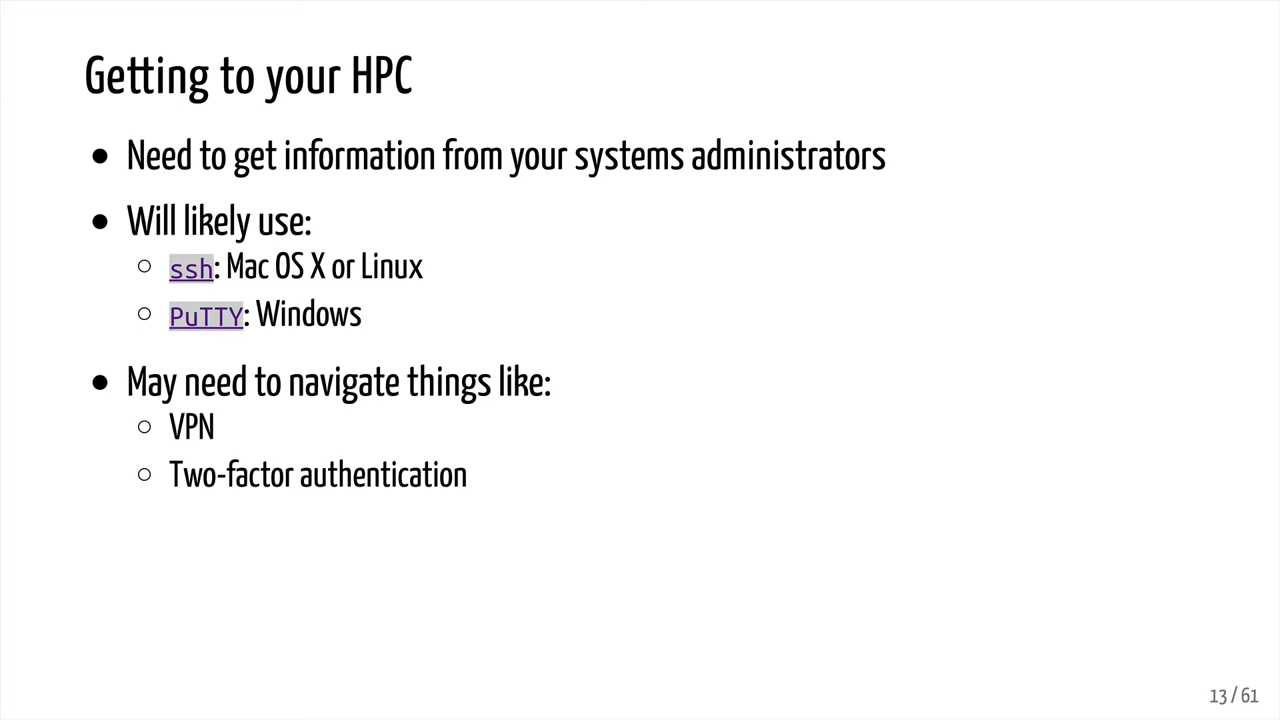 Getting to your HPC
• Need to get information from your systems administrators
• Will likely use:
○ ssh: Mac OS X or Linux
○ PuTTY: Windows
• May need to navigate things like:
○ VPN
○ Two-factor authentication
13 / 61